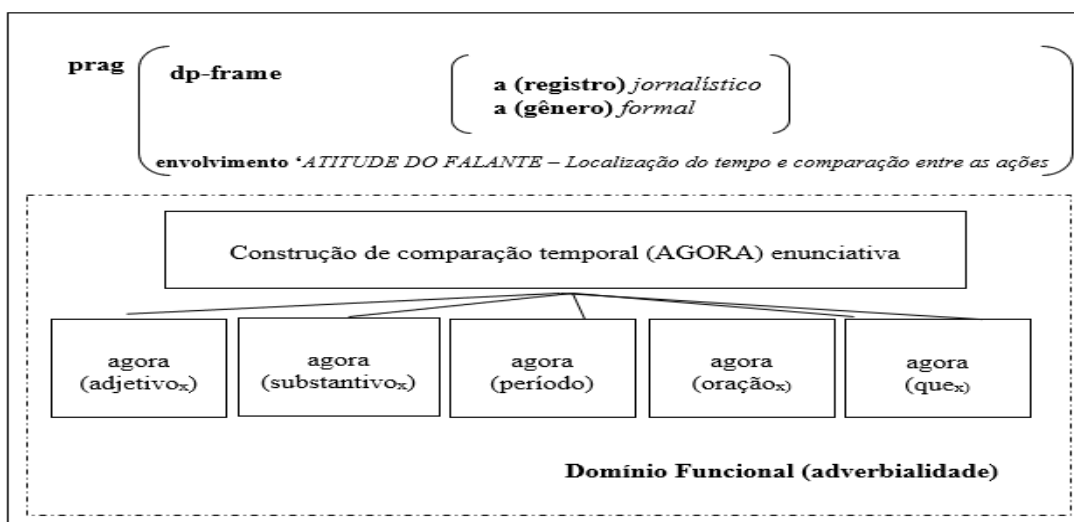 prag
dp-frame
a (registro) jornalístico
a (gênero) formal
envolvimento ‘ATITUDE DO FALANTE – Localização do tempo e comparação entre as ações
Construção de comparação temporal (AGORA) enunciativa
agora
(adjetivoₓ)
agora
(substantivoₓ)
agora
(período)
agora
(oraçãoₓ)
agora
(queₓ)
Domínio Funcional (adverbialidade)